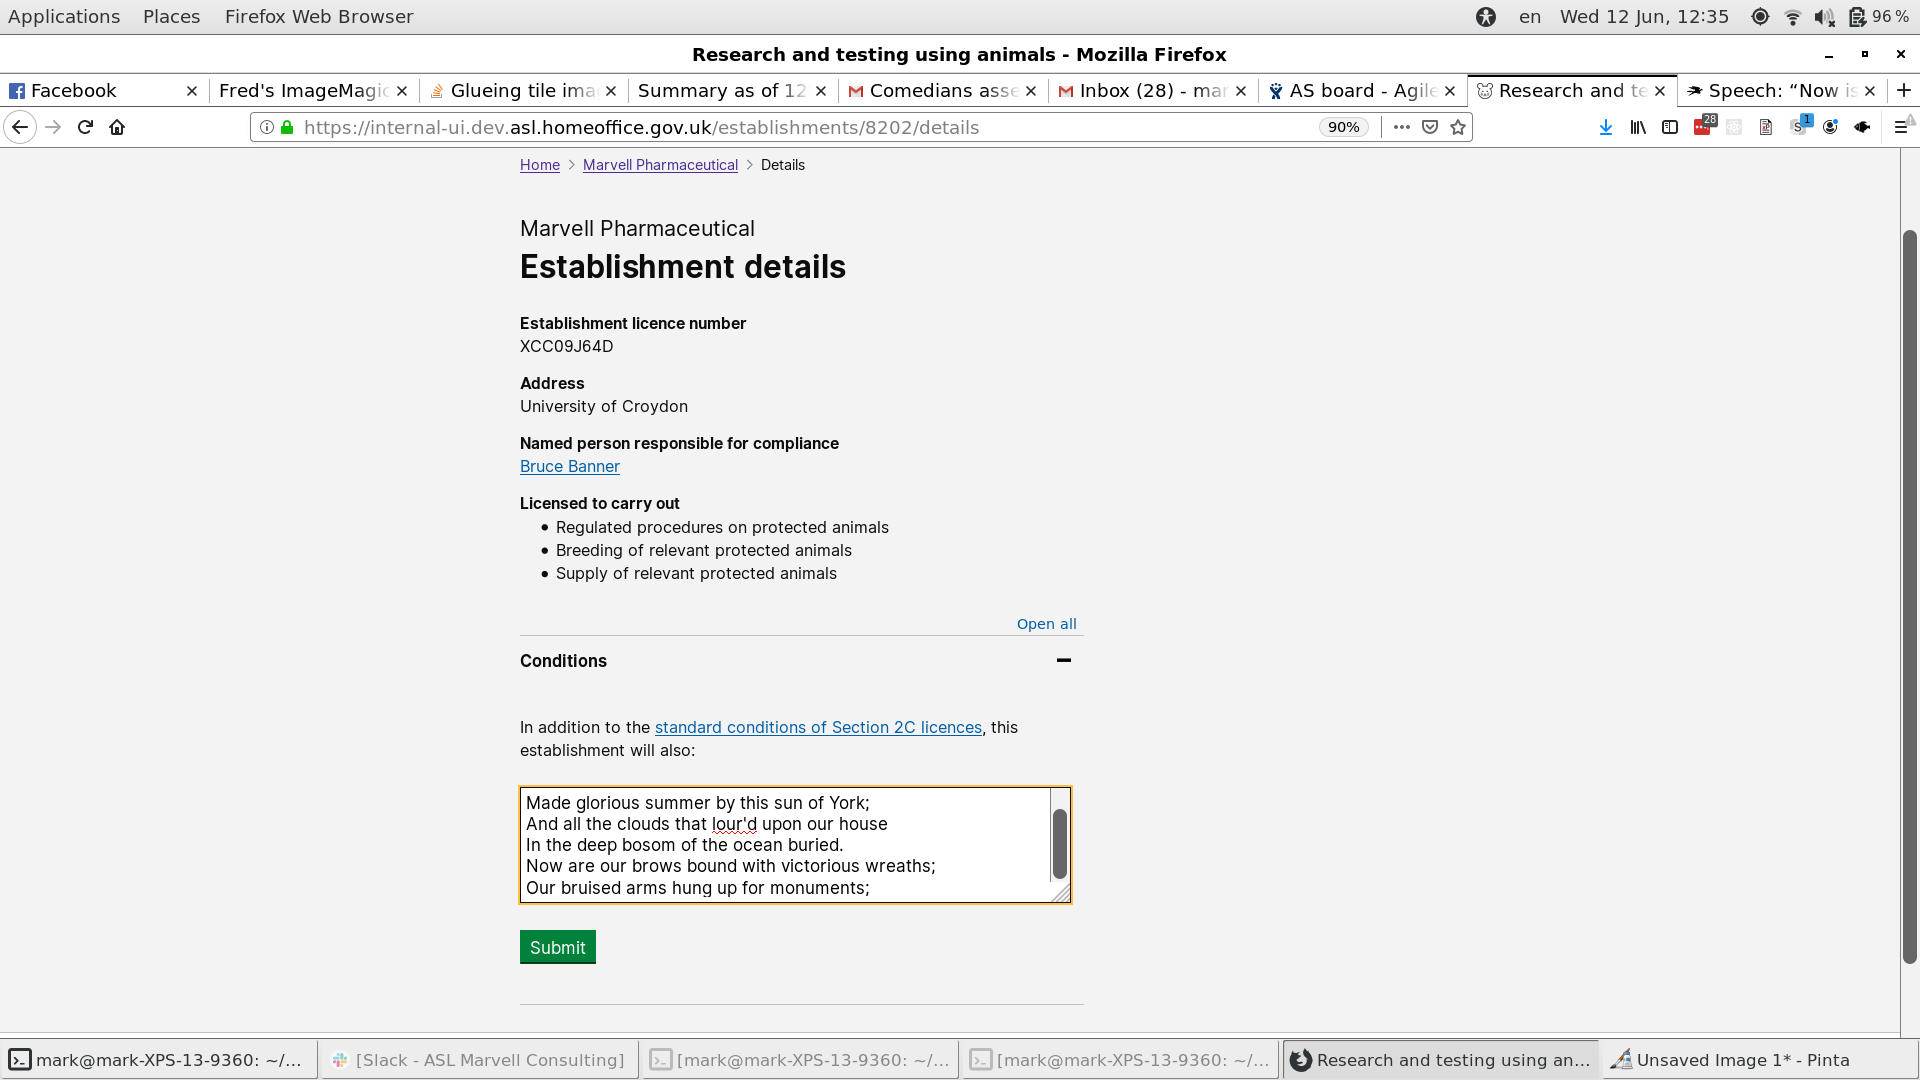 Applications Places Firefox Web Browser en Wed 12 Jun, 12:35 96 %
Research and testing using animals - Mozilla Firefox
Facebook Fred's ImageMagic Glueing tile ima Summary as of 12 Comedians asse Inbox (28) - mar AS board - Agile Research and te Speech: “Now is
https://internal-ui.dev.asl.homeoffice.gov.uk/establishments/8202/details 90% 28 S 1
Home Marvell Pharmaceutical Details
Marvell Pharmaceutical
Establishment details
Establishment licence number
XCC09J64D
Address
University of Croydon
Named person responsible for compliance
Bruce Banner
Licensed to carry out
Regulated procedures on protected animals
Breeding of relevant protected animals
Supply of relevant protected animals
Open all
Conditions
In addition to the standard conditions of Section 2C licences, this
establishment will also:
Made glorious summer by this sun of York;
And all the clouds that lour'd upon our house
In the deep bosom of the ocean buried.
Now are our brows bound with victorious wreaths;
Our bruised arms hung up for monuments;
Submit
mark@mark-XPS-13-9360: ~/... [Slack - ASL Marvell Consulting] [mark@mark-XPS-13-9360: ~/... [mark@mark-XPS-13-9360: ~/... Research and testing using an... Unsaved Image 1* - Pinta